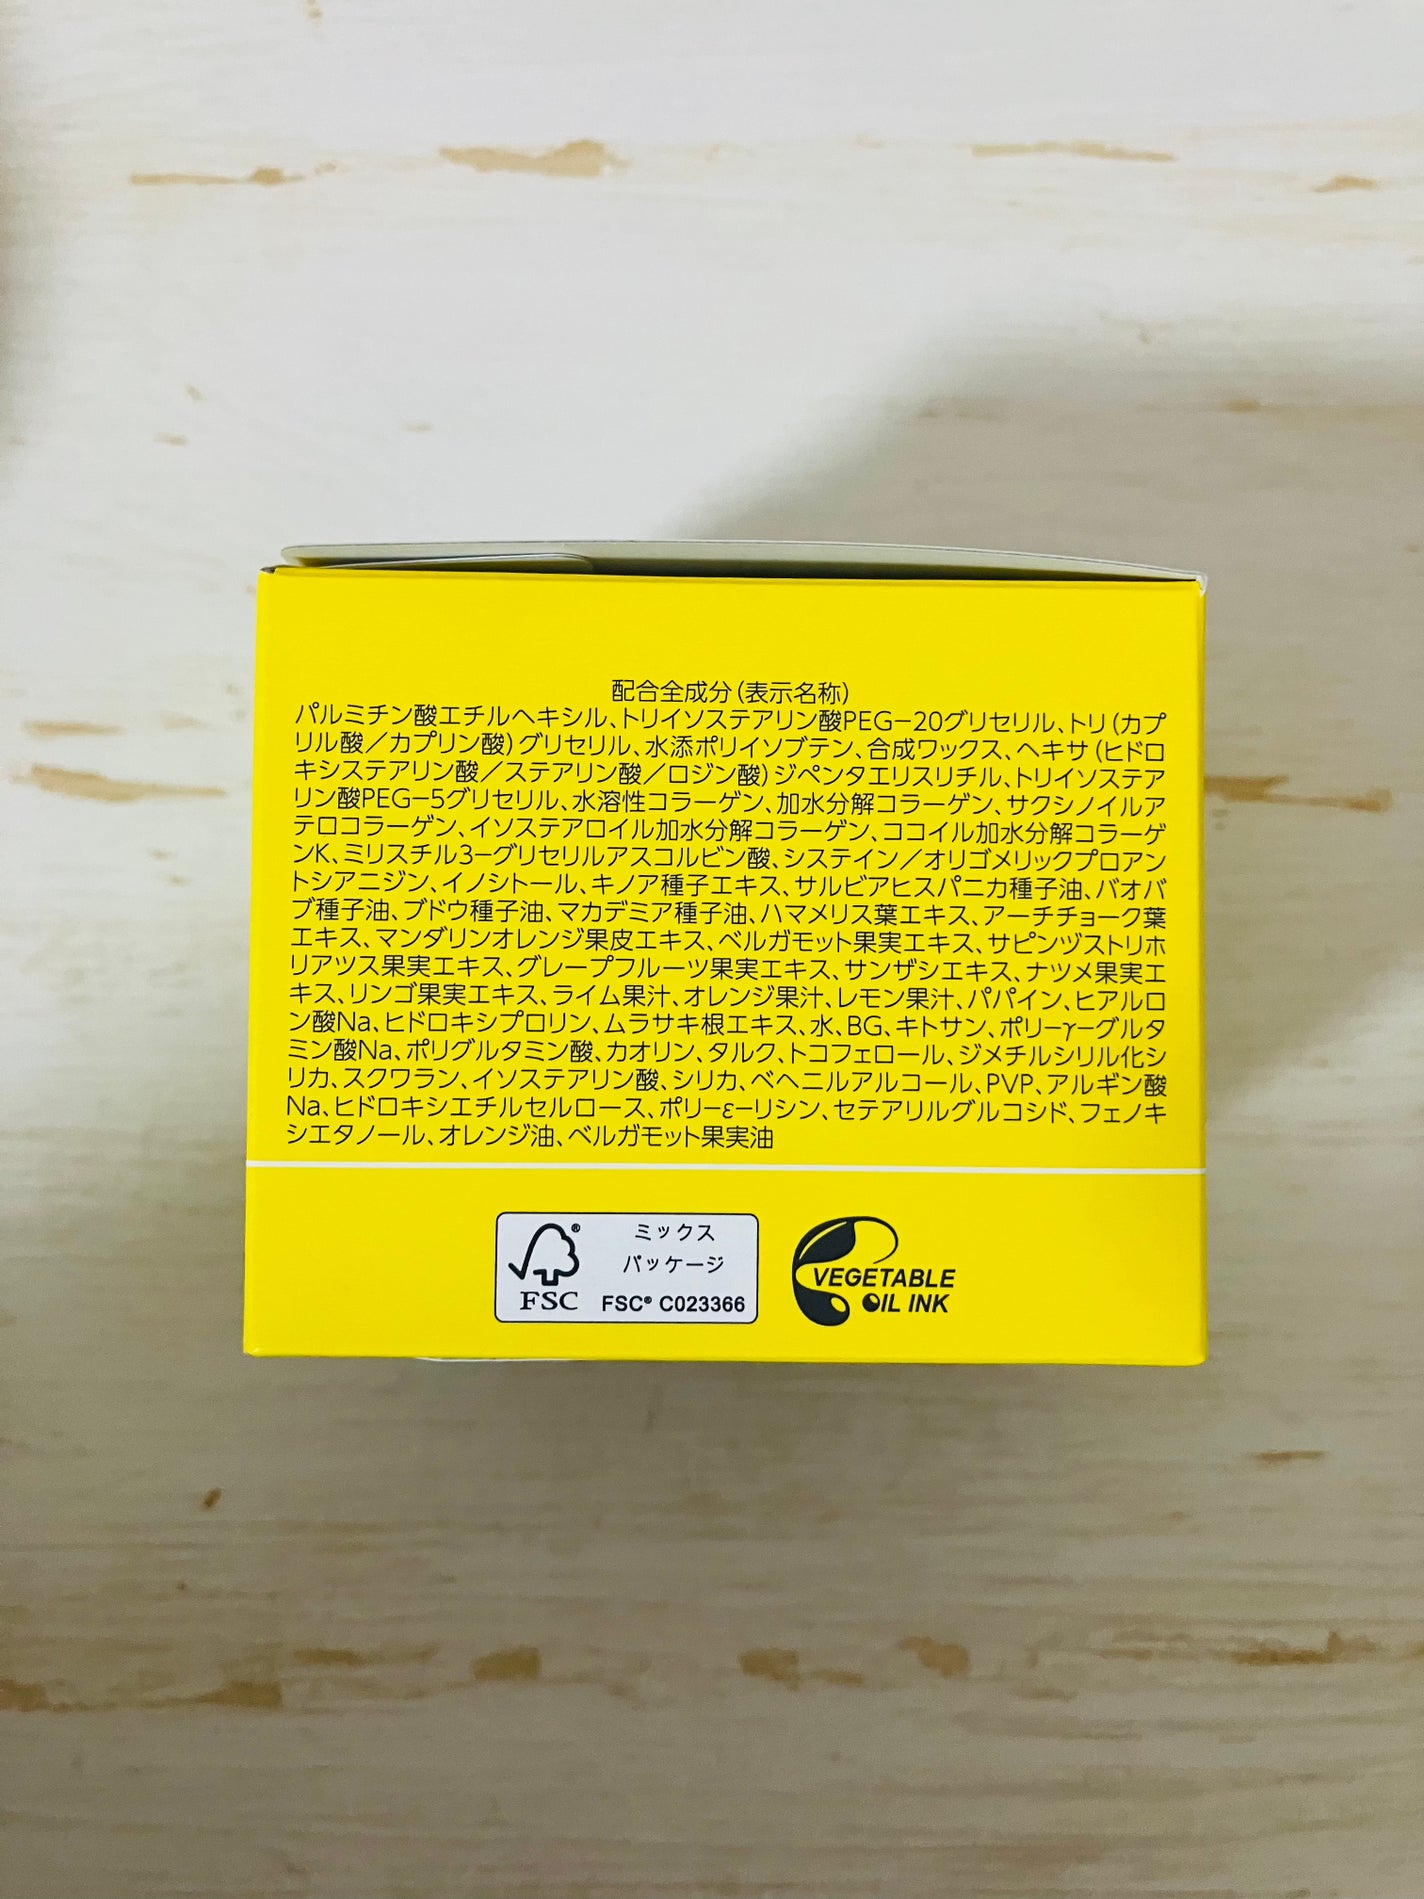 配合全成分（表示名称）
パルミチン酸エチルヘキシル、トリイソステアリン酸PEG−20グリセリル、トリ（カプ
リル酸／カプリン酸）グリセリル、水添ポリイソブテン、合成ワックス、ヘキサ（ヒドロ
キシステアリン酸／ステアリン酸／ロジン酸）ジペンタエリスリチル、トリイソステア
リン酸PEG−5グリセリル、水溶性コラーゲン、加水分解コラーゲン、サクシノイルア
テロコラーゲン、イソステアロイル加水分解コラーゲン、ココイル加水分解コラーゲ
ンK、ミリスチル3−グリセリルアスコルビン酸、システイン／オリゴメリックプロアン
トシアニジン、イノシトール、キノア種子エキス、サルビアヒスパニカ種子油、バオバ
ブ種子油、ブドウ種子油、マカデミア種子油、ハマメリス葉エキス、アーチチョーク葉
エキス、マンダリンオレンジ果皮エキス、ベルガモット果実エキス、サピンヅストリホ
リアツス果実エキス、グレープフルーツ果実エキス、サンザシエキス、ナツメ果実エ
キス、リンゴ果実エキス、ライム果汁、オレンジ果汁、レモン果汁、パパイン、ヒアルロ
ン酸Na、ヒドロキシプロリン、ムラサキ根エキス、水、BG、キトサン、ポリ−γ−グルタ
ミン酸Na、ポリグルタミン酸、カオリン、タルク、トコフェロール、ジメチルシリル化シ
リカ、スクワラン、イソステアリン酸、シリカ、ベヘニルアルコール、PVP、アルギン酸
Na、ヒドロキシエチルセルロース、ポリ−ε−リシン、セテアリルグルコシド、フェノキ
シエタノール、オレンジ油、ベルガモット果実油
FSC®
ミックス
パッケージ
FSC® C023366
VEGETABLE
OIL INK